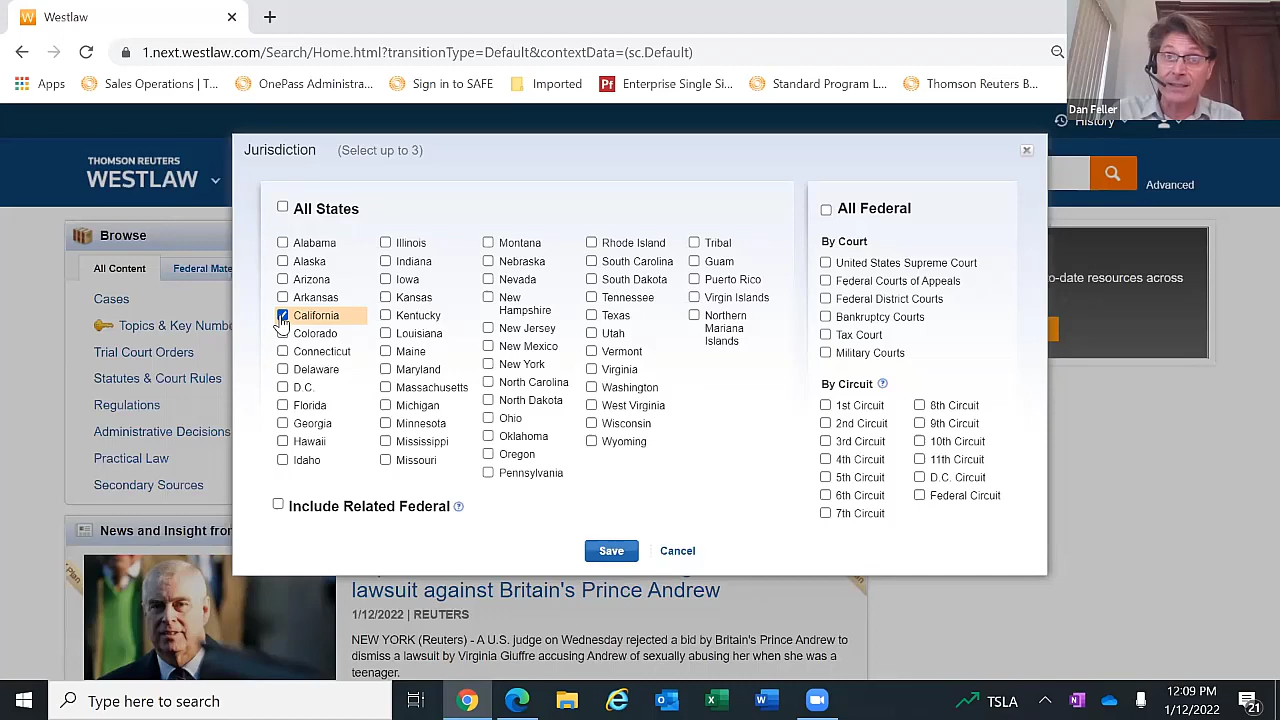 Westlaw
1.next.westlaw.com/Search/Home.html?transitionType=Default&contextData=(sc.Default)
Apps
Sales Operations | T...
OnePass Administra...
Sign in to SAFE
Imported
Enterprise Single Si...
Standard Program L...
Thomson Reuters B...
Dan Feller
History
THOMSON REUTERS
WESTLAW
Advanced
Jurisdiction (Select up to 3)
All States
Alabama
Alaska
Arizona
Arkansas
California
Colorado
Connecticut
Delaware
D.C.
Florida
Georgia
Hawaii
Idaho
Illinois
Indiana
Iowa
Kansas
Kentucky
Louisiana
Maine
Maryland
Massachusetts
Michigan
Minnesota
Mississippi
Missouri
Montana
Nebraska
Nevada
New
Hampshire
New Jersey
New Mexico
New York
North Carolina
North Dakota
Ohio
Oklahoma
Oregon
Pennsylvania
Rhode Island
South Carolina
South Dakota
Tennessee
Texas
Utah
Vermont
Virginia
Washington
West Virginia
Wisconsin
Wyoming
Tribal
Guam
Puerto Rico
Virgin Islands
Northern
Mariana
Islands
Include Related Federal
All Federal
By Court
United States Supreme Court
Federal Courts of Appeals
Federal District Courts
Bankruptcy Courts
Tax Court
Military Courts
By Circuit
1st Circuit
2nd Circuit
3rd Circuit
4th Circuit
5th Circuit
6th Circuit
7th Circuit
8th Circuit
9th Circuit
10th Circuit
11th Circuit
D.C. Circuit
Federal Circuit
Save
Cancel
Browse
All Content
Federal Mate
Cases
Topics & Key Numbe
Trial Court Orders
Statutes & Court Rules
Regulations
Administrative Decisions
Practical Law
Secondary Sources
o-date resources across
News and Insight from
lawsuit against Britain's Prince Andrew
1/12/2022 | REUTERS
NEW YORK (Reuters) - A U.S. judge on Wednesday rejected a bid by Britain's Prince Andrew to
dismiss a lawsuit by Virginia Giuffre accusing Andrew of sexually abusing her when she was a
teenager.
Type here to search
TSLA
12:09 PM
1/12/2022
21